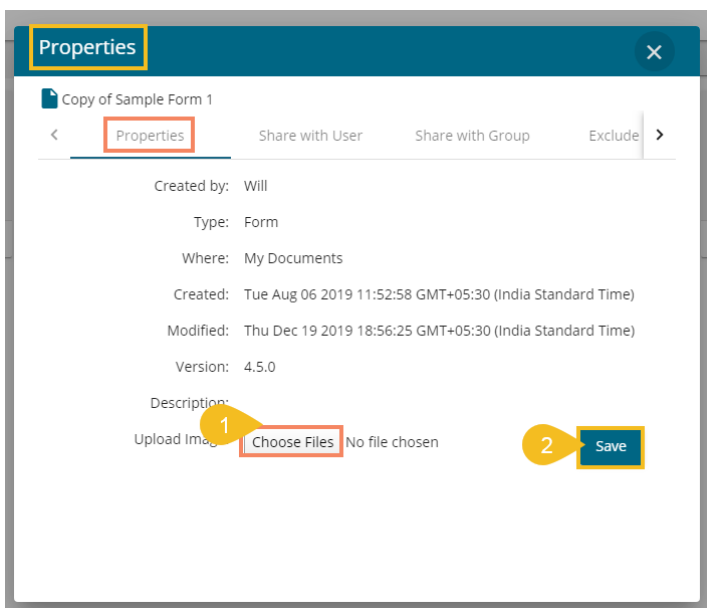 Properties
Copy of Sample Form 1
Properties Share with User Share with Group Exclude
Created by: Will
Type: Form
Where: My Documents
Created: Tue Aug 06 2019 11:52:58 GMT+05:30 (India Standard Time)
Modified: Thu Dec 19 2019 18:56:25 GMT+05:30 (India Standard Time)
Version: 4.5.0
Description:
1
Upload Choose Files No file chosen 2 Save